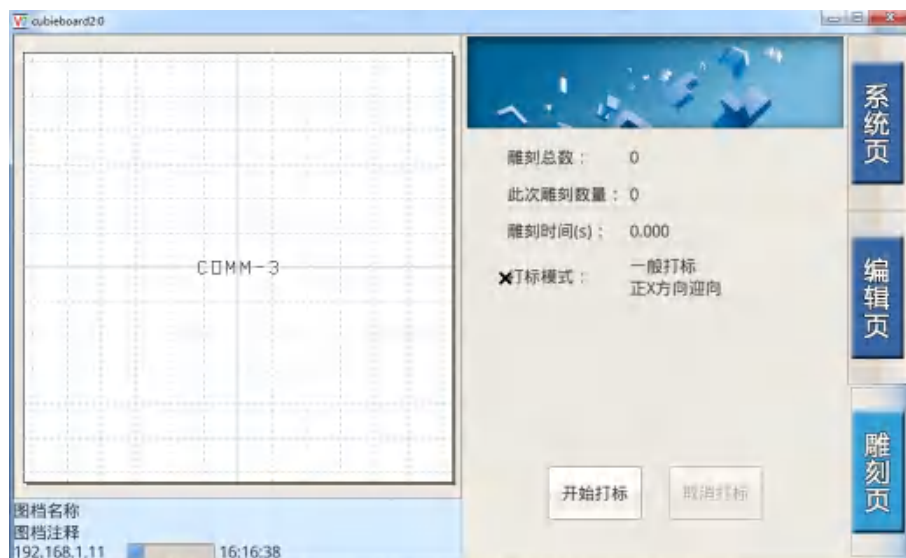 cubieboard2.0
COMM-3
雕刻总数： 0
此次雕刻数量： 0
雕刻时间(s)： 0.000
打标模式： 一般打标
正X方向迎向
开始打标
取消打标
系统页
编辑页
雕刻页
图档名称
图档注释
192.168.1.11 16:16:38